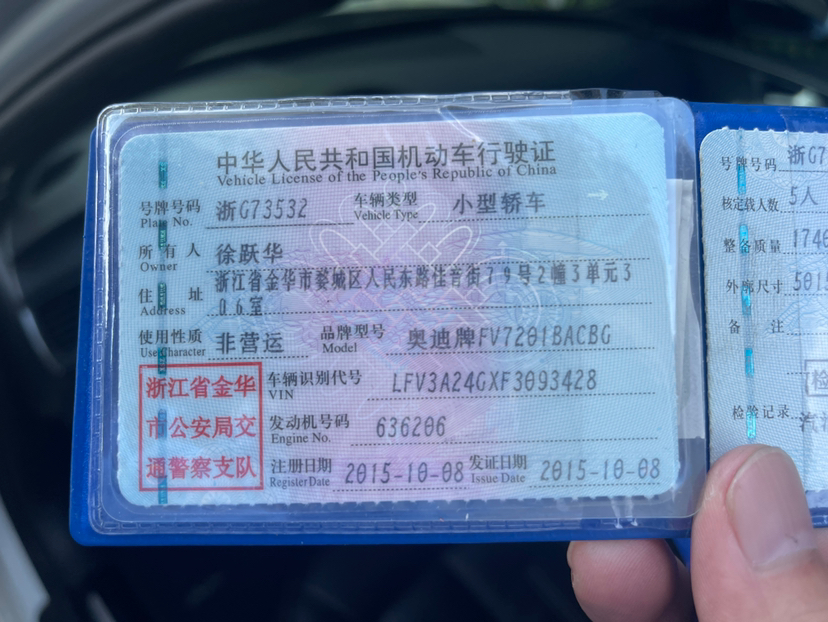 中华人民共和国机动车行驶证
Vehicle License of the People's Republic of China
号牌号码 浙G73532 车辆类型 小型轿车
Plate No. Vehicle Type
所有人 徐跃华
Owner
住址 浙江省金华市婺城区人民东路佳音街79号2幢3单元3
Address 06室
使用性质 非营运 品牌型号 奥迪牌FV7201BACBG
Use Character Model
浙江省金华
市公安局交
通警察支队
车辆识别代号 LFV3A24GXF3093428
VIN
发动机号码 636206
Engine No.
注册日期 2015-10-08 发证日期 2015-10-08
Register Date Issue Date
号牌号码 浙G7
核定载人数 5人
整备质量 174
外廓尺寸 501
备注
检验记录